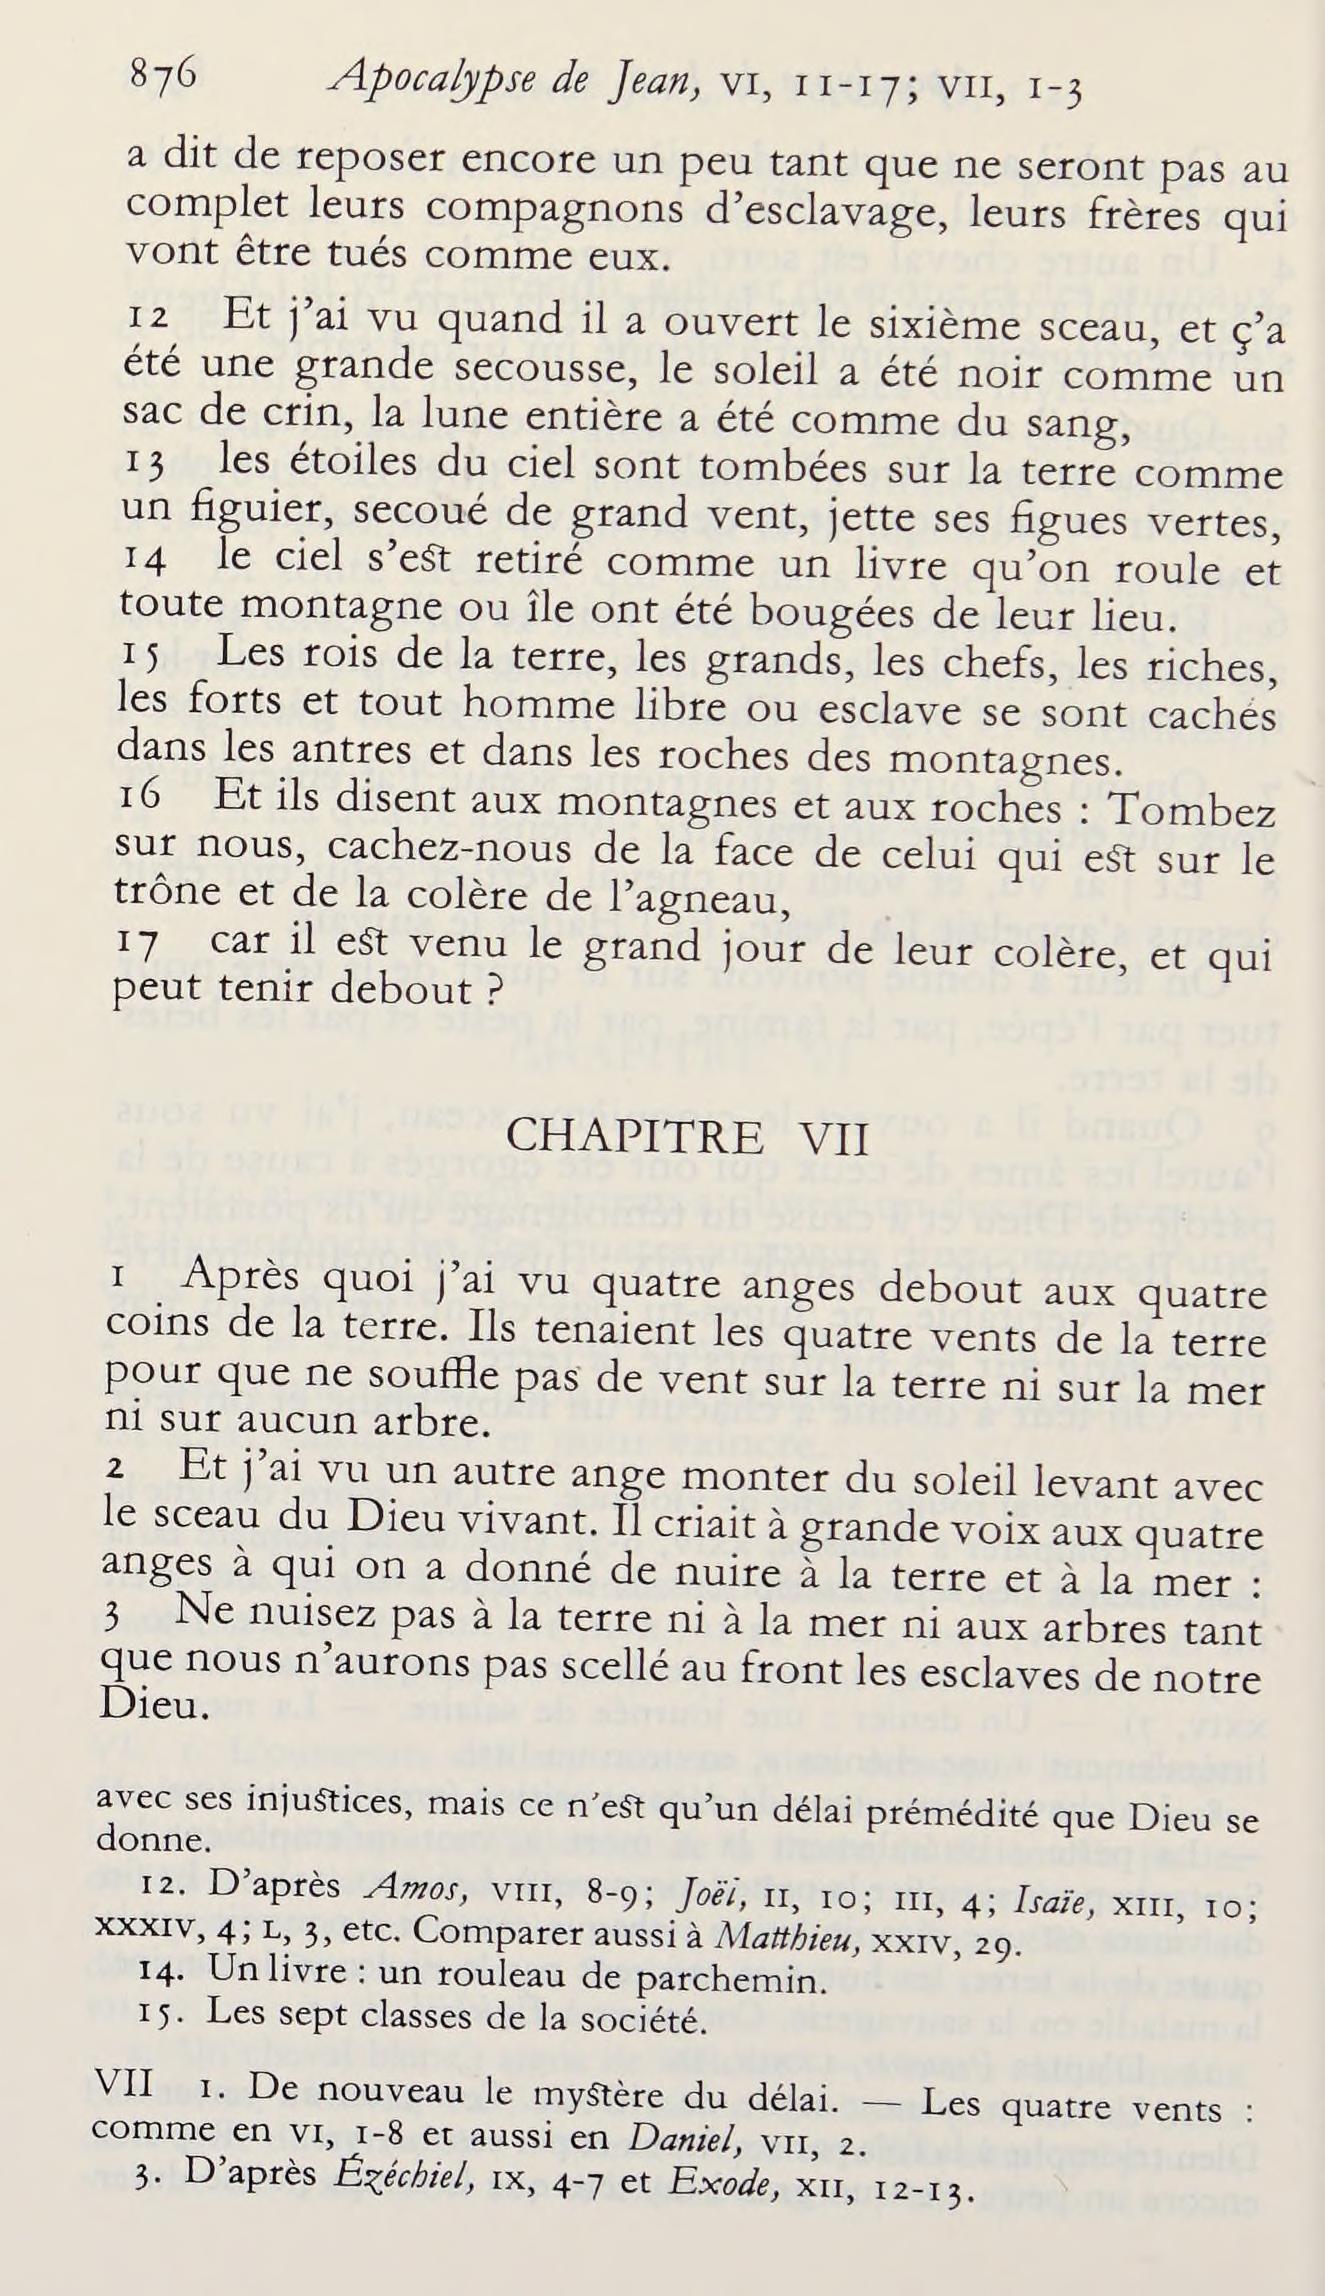 876 Apocalypse de Jean, VI, 11-17; VII, 1-3
a dit de reposer encore un peu tant que ne seront pas au
complet leurs compagnons d’esclavage, leurs frères qui
vont être tués comme eux.
12 Et j’ai vu quand il a ouvert le sixième sceau, et ç’a
été une grande secousse, le soleil a été noir comme un
sac de crin, la lune entière a été comme du sang,
13 les étoiles du ciel sont tombées sur la terre comme
un figuier, secoué de grand vent, jette ses figues vertes,
14 le ciel s’est retiré comme un livre qu’on roule et
toute montagne ou île ont été bougées de leur lieu.
15 Les rois de la terre, les grands, les chefs, les riches,
les forts et tout homme libre ou esclave se sont cachés
dans les antres et dans les roches des montagnes.
16 Et ils disent aux montagnes et aux roches : Tombez
sur nous, cachez-nous de la face de celui qui est sur le
trône et de la colère de l’agneau,
17 car il est venu le grand jour de leur colère, et qui
peut tenir debout ?
CHAPITRE VII
1 Après quoi j’ai vu quatre anges debout aux quatre
coins de la terre. Ils tenaient les quatre vents de la terre
pour que ne souffle pas de vent sur la terre ni sur la mer
ni sur aucun arbre.
2 Et j’ai vu un autre ange monter du soleil levant avec
le sceau du Dieu vivant. Il criait à grande voix aux quatre
anges à qui on a donné de nuire à la terre et à la mer :
3 Ne nuisez pas à la terre ni à la mer ni aux arbres tant
que nous n’aurons pas scellé au front les esclaves de notre
Dieu.
avec ses injustices, mais ce n’est qu’un délai prémédité que Dieu se
donne.
12. D’après Amos, VIII, 8-9; Joël, II, 10; III, 4; Isaïe, XIII, 10;
XXXIV, 4; L, 3, etc. Comparer aussi à Matthieu, XXIV, 29.
14. Un livre : un rouleau de parchemin.
15. Les sept classes de la société.
VII 1. De nouveau le mystère du délai. — Les quatre vents :
comme en VI, 1-8 et aussi en Daniel, VII, 2.
3. D’après Ézéchiel, IX, 4-7 et Exode, XII, 12-13.